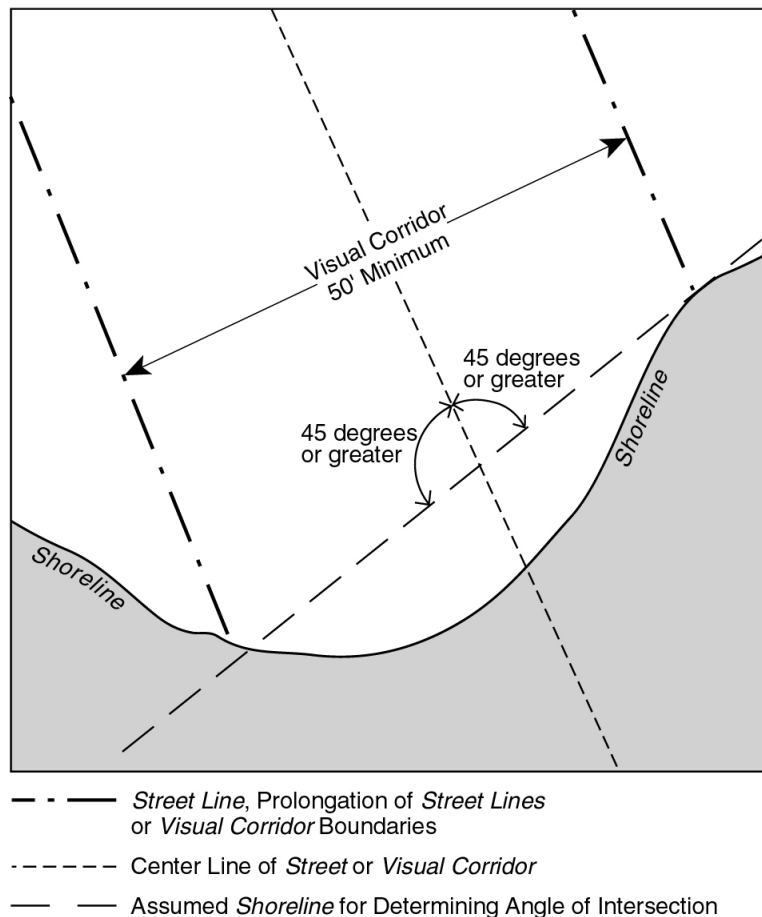 Visual Corridor
50' Minimum
45 degrees
or greater
45 degrees
or greater
Shoreline
Shoreline
Street Line, Prolongation of Street Lines
or Visual Corridor Boundaries
Center Line of Street or Visual Corridor
Assumed Shoreline for Determining Angle of Intersection